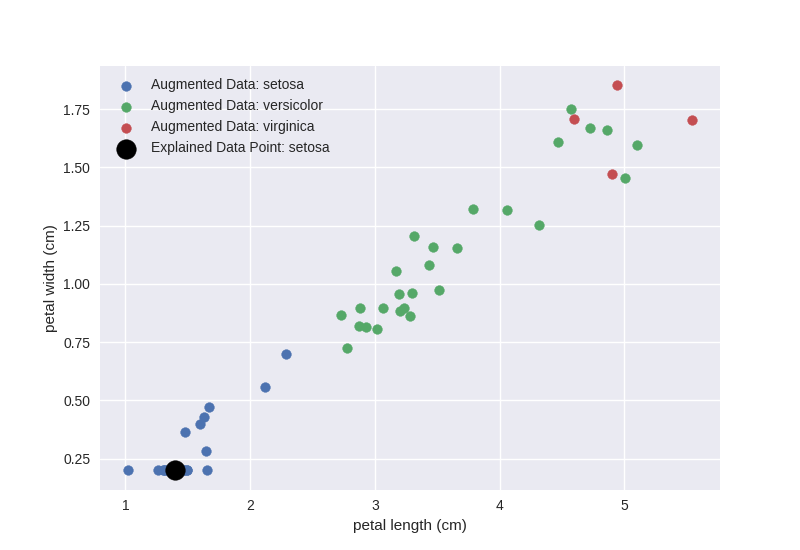 Augmented Data: setosa
Augmented Data: versicolor
Augmented Data: virginica
Explained Data Point: setosa
1.75
1.50
1.25
1.00
0.75
0.50
0.25
petal width (cm)
1 2 3 4 5
petal length (cm)